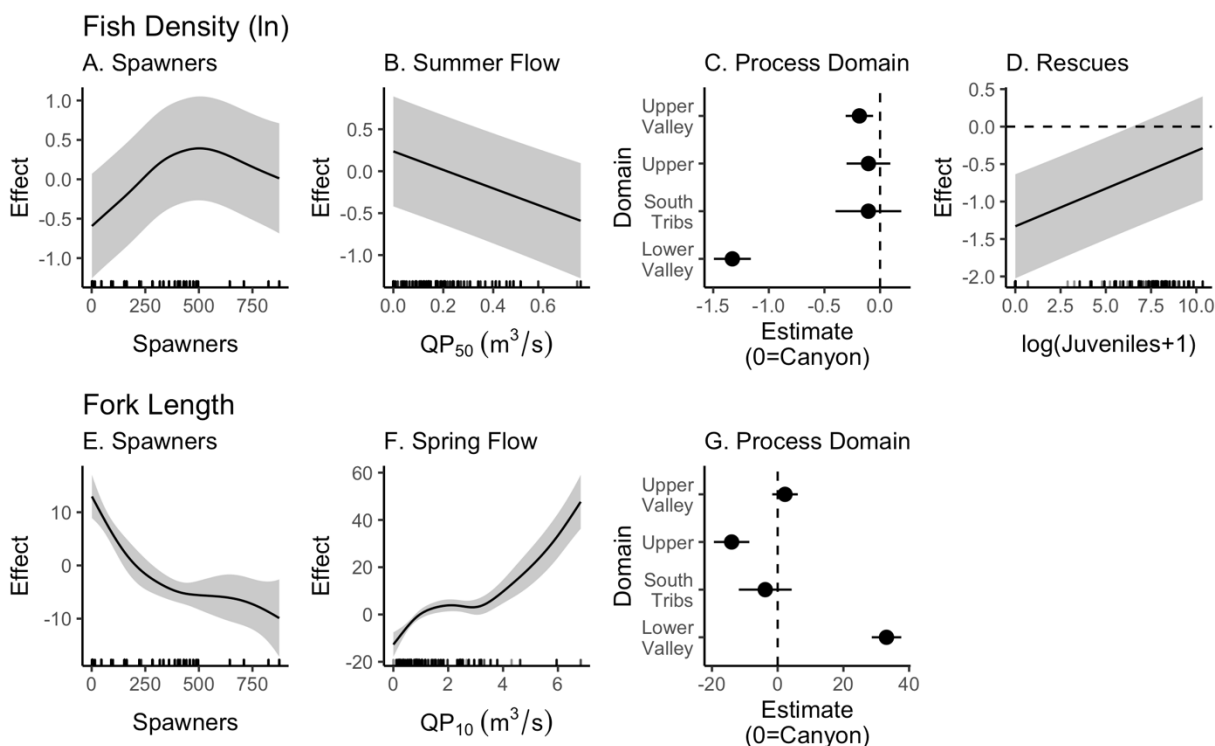 Fish Density (ln)
A. Spawners
Effect
1.0
0.5
0.0
-0.5
-1.0
0 250 500 750
Spawners
B. Summer Flow
Effect
0.5
0.0
-0.5
-1.0
0.0 0.2 0.4 0.6 0.8
QP₅₀ (m³/s)
C. Process Domain
Domain
Upper
Valley
Upper
South
Tribs
Lower
Valley
-1.5 -1.0 -0.5 0.0
Estimate
(0=Canyon)
D. Rescues
Effect
0.5
0.0
-0.5
-1.0
-1.5
-2.0
0.0 2.5 5.0 7.5 10.0
log(Juveniles+1)
Fork Length
E. Spawners
Effect
10
0
-10
0 250 500 750
Spawners
F. Spring Flow
Effect
60
40
20
0
-20
0 2 4 6
QP₁₀ (m³/s)
G. Process Domain
Domain
Upper
Valley
Upper
South
Tribs
Lower
Valley
-20 0 20 40
Estimate
(0=Canyon)